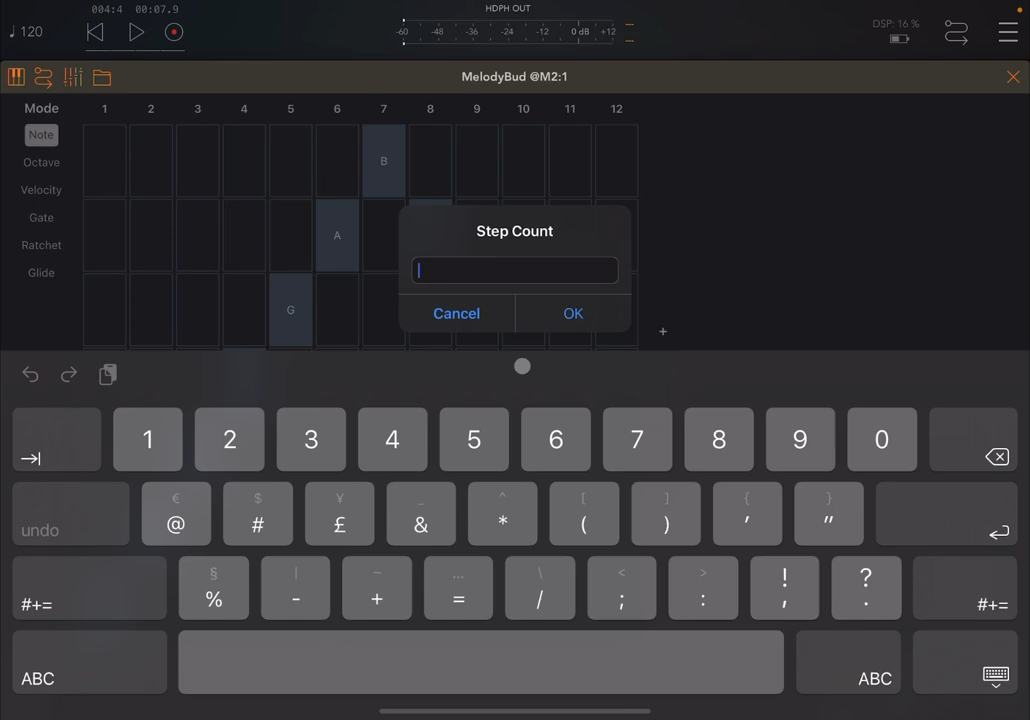 004:4 00:07.9
HDPH OUT
♩ 120
-60 -48 -36 -24 -12 0 dB +12
DSP: 16 %
MelodyBud @M2:1
Mode 1 2 3 4 5 6 7 8 9 10 11 12
Note
Octave
Velocity
Gate
Ratchet
Glide
B
A
G
+
Step Count
Cancel OK
1 2 3 4 5 6 7 8 9 0
€ $ ¥ _ ^ [ ] { }
undo @ # £ & * ( ) ' "
§ | ~ … \ < > ! ?
#+= % - + = / ; : , . #+=
ABC ABC